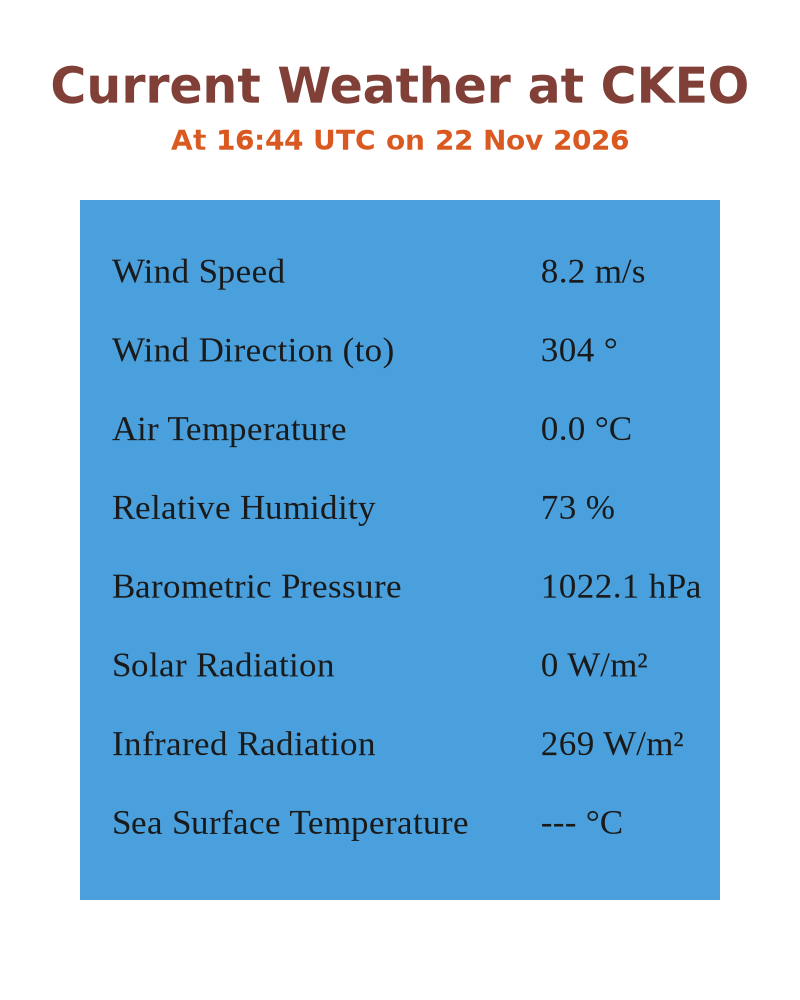 Current Weather at CKEO
At 16:44 UTC on 22 Nov 2026
Wind Speed 8.2 m/s
Wind Direction (to) 304 °
Air Temperature 0.0 °C
Relative Humidity 73 %
Barometric Pressure 1022.1 hPa
Solar Radiation 0 W/m²
Infrared Radiation 269 W/m²
Sea Surface Temperature --- °C